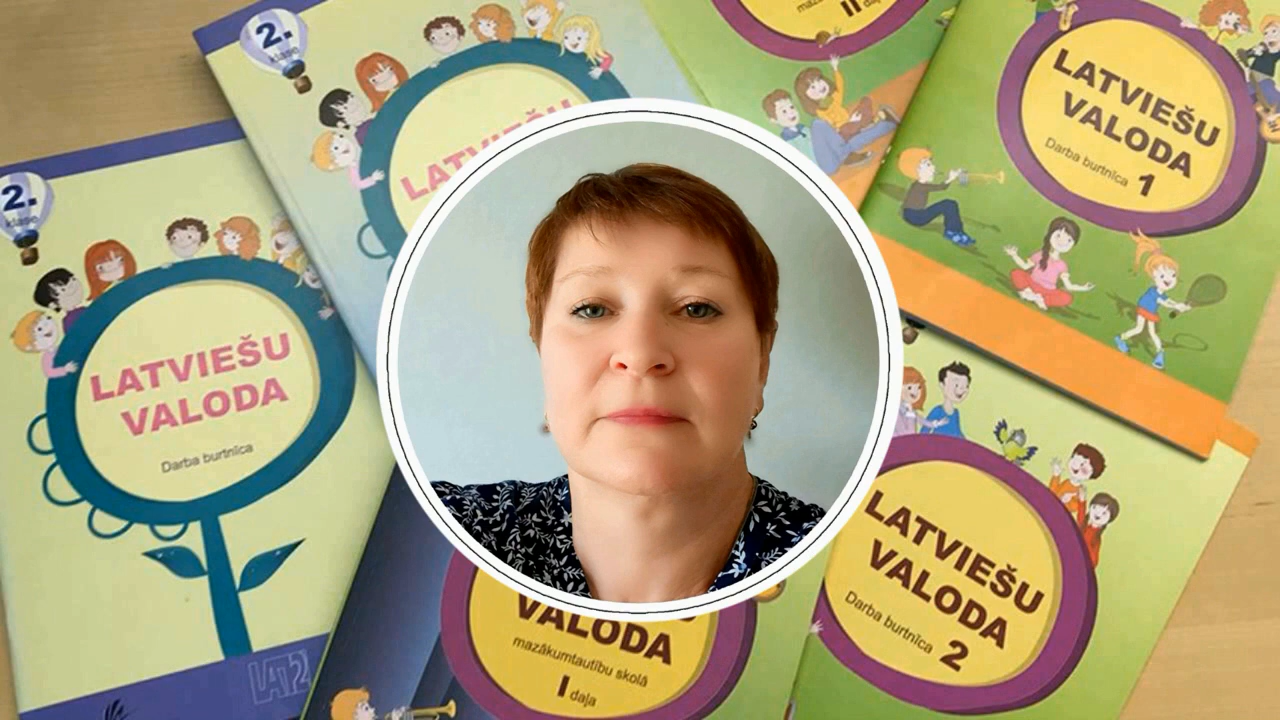 2.
klase
LATVIEŠU
VALODA
Darba burtnīca
LAT2
2.
klase
LATVIEŠU
II daļa
LATVIEŠU
VALODA
Darba burtnīca 1
VALODA
mazākumtautību skolā
I daļa
LATVIEŠU
VALODA
Darba burtnīca 2